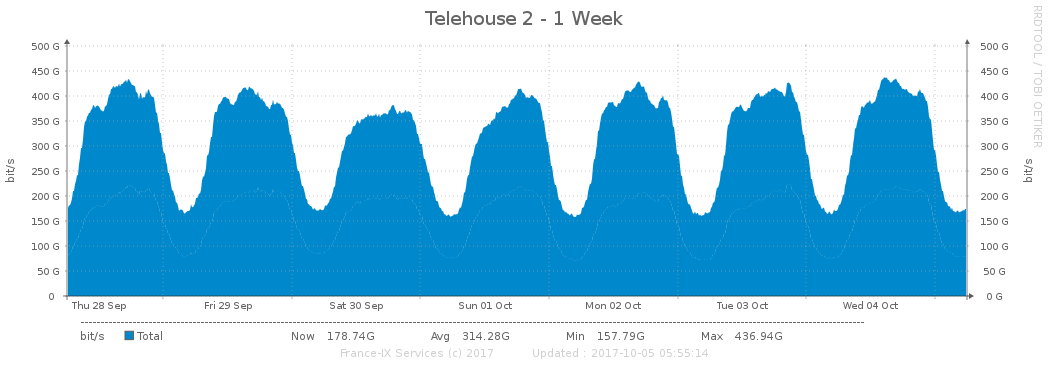 Telehouse 2 - 1 Week
RRDTOOL / TOBI OETIKER
500 G 500 G
450 G 450 G
400 G 400 G
350 G 350 G
300 G 300 G
250 G 250 G
200 G 200 G
150 G 150 G
100 G 100 G
50 G 50 G
0 0 G
bit/s bit/s
Thu 28 Sep Fri 29 Sep Sat 30 Sep Sun 01 Oct Mon 02 Oct Tue 03 Oct Wed 04 Oct
bit/s Total Now 178.74G Avg 314.28G Min 157.79G Max 436.94G
France-IX Services (c) 2017 Updated : 2017-10-05 05:55:14